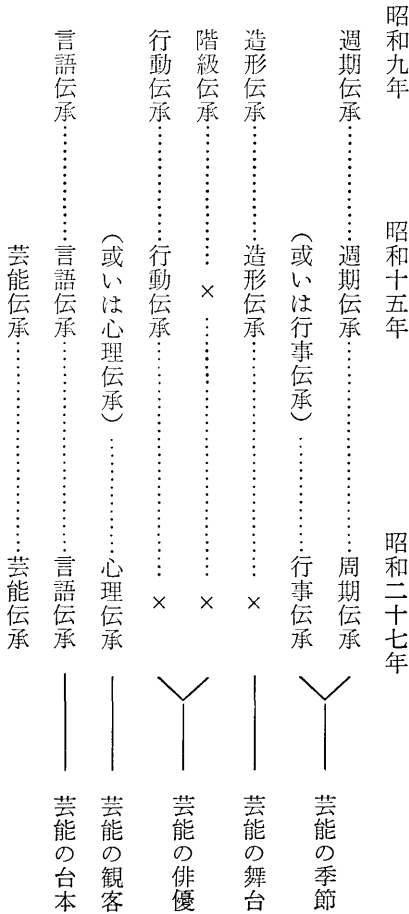 昭和九年 昭和十五年 昭和二十七年
週期伝承……………週期伝承……………周期伝承
(或いは行事伝承)…………行事伝承
芸能の季節
造形伝承……………造形伝承……………×
芸能の舞台
階級伝承……………×……………×
行動伝承……………行動伝承……………×
芸能の俳優
(或いは心理伝承)…………心理伝承
芸能の観客
言語伝承……………言語伝承……………言語伝承
芸能の台本
芸能伝承……………芸能伝承